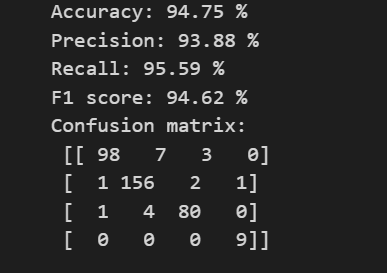 Accuracy: 94.75 %
Precision: 93.88 %
Recall: 95.59 %
F1 score: 94.62 %
Confusion matrix:
[[ 98   7   3   0]
[  1 156   2   1]
[  1   4  80   0]
[  0   0   0   9]]